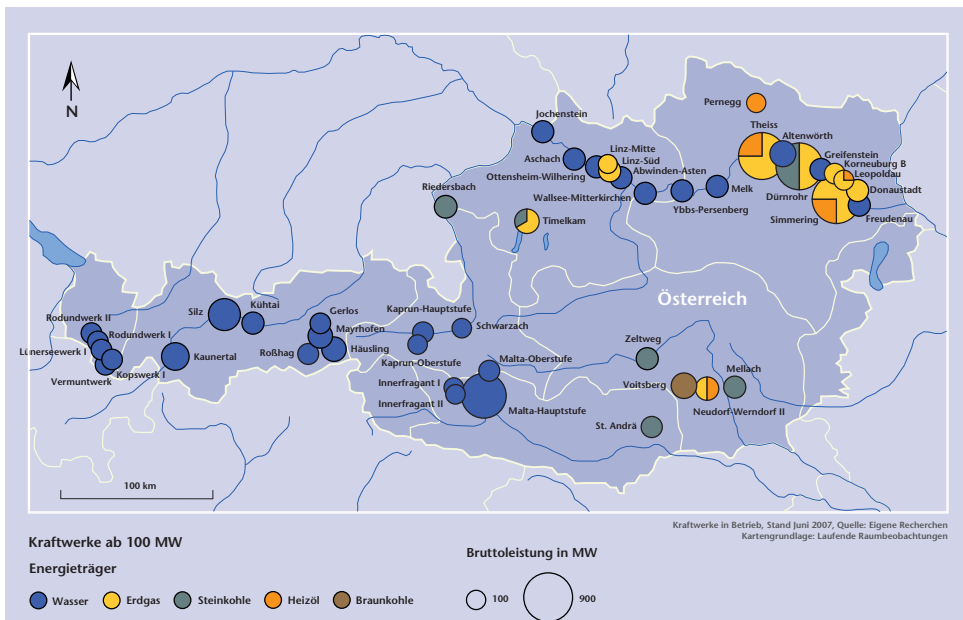 N
Pernegg
Jochenstein
Theiss
Altenwörth
Linz-Mitte
Aschach
Linz-Süd
Greifenstein
Korneuburg B
Ottensheim-Wilhering
Abwinden-Asten
Leopoldau
Riedersbach
Donaustadt
Wallsee-Mitterkirchen
Melk
Dürnrohr
Ybbs-Persenberg
Timelkam
Simmering
Freudenau
Österreich
Silz
Kühtai
Gerlos
Kaprun-Hauptstufe
Rodundwerk II
Mayrhofen
Schwarzach
Rodundwerk I
Zeltweg
Lünerseewerk I
Kaunertal
Roßhag
Häusling
Kaprun-Oberstufe
Malta-Oberstufe
Mellach
Kopswerk I
Vermuntwerk
Innerfragant I
Voitsberg
Innerfragant II
Malta-Hauptstufe
Neudorf-Werndorf II
St. Andrä
100 km
Kraftwerke in Betrieb, Stand Juni 2007, Quelle: Eigene Recherchen
Kartengrundlage: Laufende Raumbeobachtungen
Kraftwerke ab 100 MW
Energieträger
Wasser
Erdgas
Steinkohle
Heizöl
Braunkohle
Bruttoleistung in MW
100
900